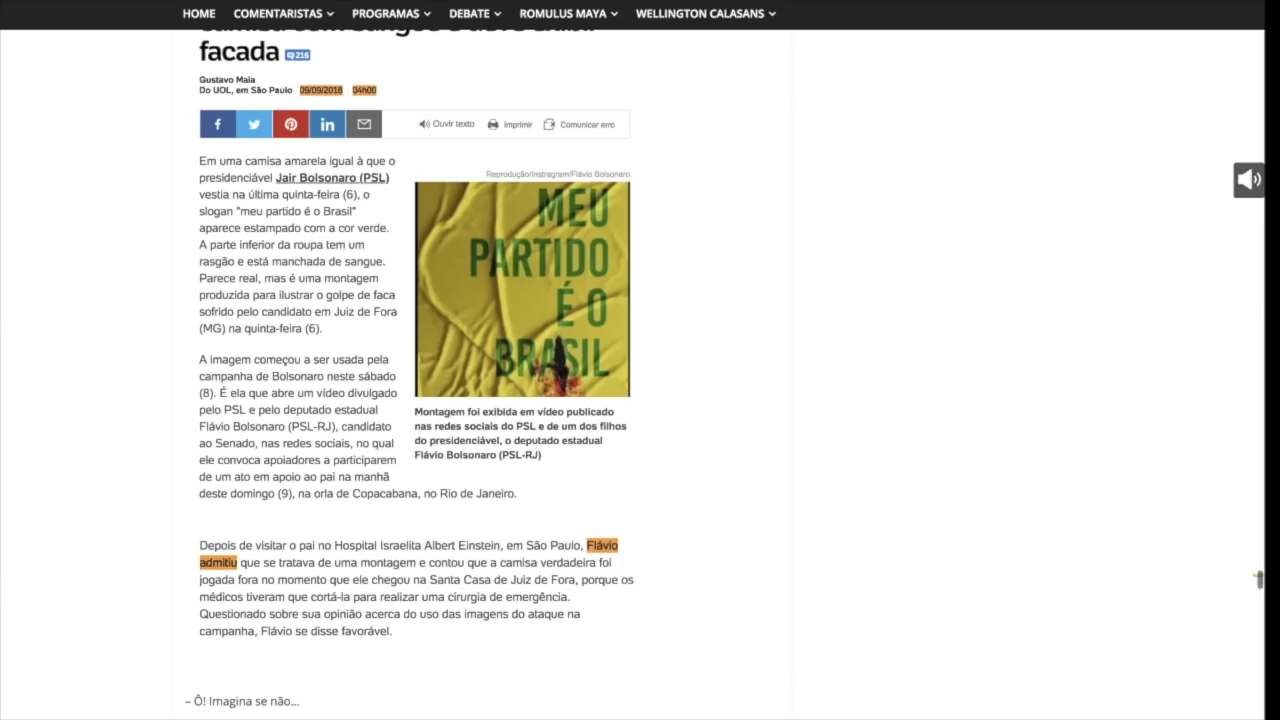 HOME COMENTARISTAS PROGRAMAS DEBATE ROMULUS MAYA WELLINGTON CALASANS
facada 216
Gustavo Maia
Do UOL, em São Paulo 09/09/2018 04h00
Ouvir texto Imprimir Comunicar erro
Em uma camisa amarela igual à que o
presidenciável Jair Bolsonaro (PSL)
vestia na última quinta-feira (6), o
slogan "meu partido é o Brasil"
aparece estampado com a cor verde.
A parte inferior da roupa tem um
rasgão e está manchada de sangue.
Parece real, mas é uma montagem
produzida para ilustrar o golpe de faca
sofrido pelo candidato em Juiz de Fora
(MG) na quinta-feira (6).
A imagem começou a ser usada pela
campanha de Bolsonaro neste sábado
(8). É ela que abre um vídeo divulgado
pelo PSL e pelo deputado estadual
Flávio Bolsonaro (PSL-RJ), candidato
ao Senado, nas redes sociais, no qual
ele convoca apoiadores a participarem
de um ato em apoio ao pai na manhã
deste domingo (9), na orla de Copacabana, no Rio de Janeiro.
Reprodução/Instragram/Flávio Bolsonaro
MEU
PARTIDO
É O
BRASIL
Montagem foi exibida em vídeo publicado
nas redes sociais do PSL e de um dos filhos
do presidenciável, o deputado estadual
Flávio Bolsonaro (PSL-RJ)
Depois de visitar o pai no Hospital Israelita Albert Einstein, em São Paulo, Flávio
admitiu que se tratava de uma montagem e contou que a camisa verdadeira foi
jogada fora no momento que ele chegou na Santa Casa de Juiz de Fora, porque os
médicos tiveram que cortá-la para realizar uma cirurgia de emergência.
Questionado sobre sua opinião acerca do uso das imagens do ataque na
campanha, Flávio se disse favorável.
– Ô! Imagina se não...